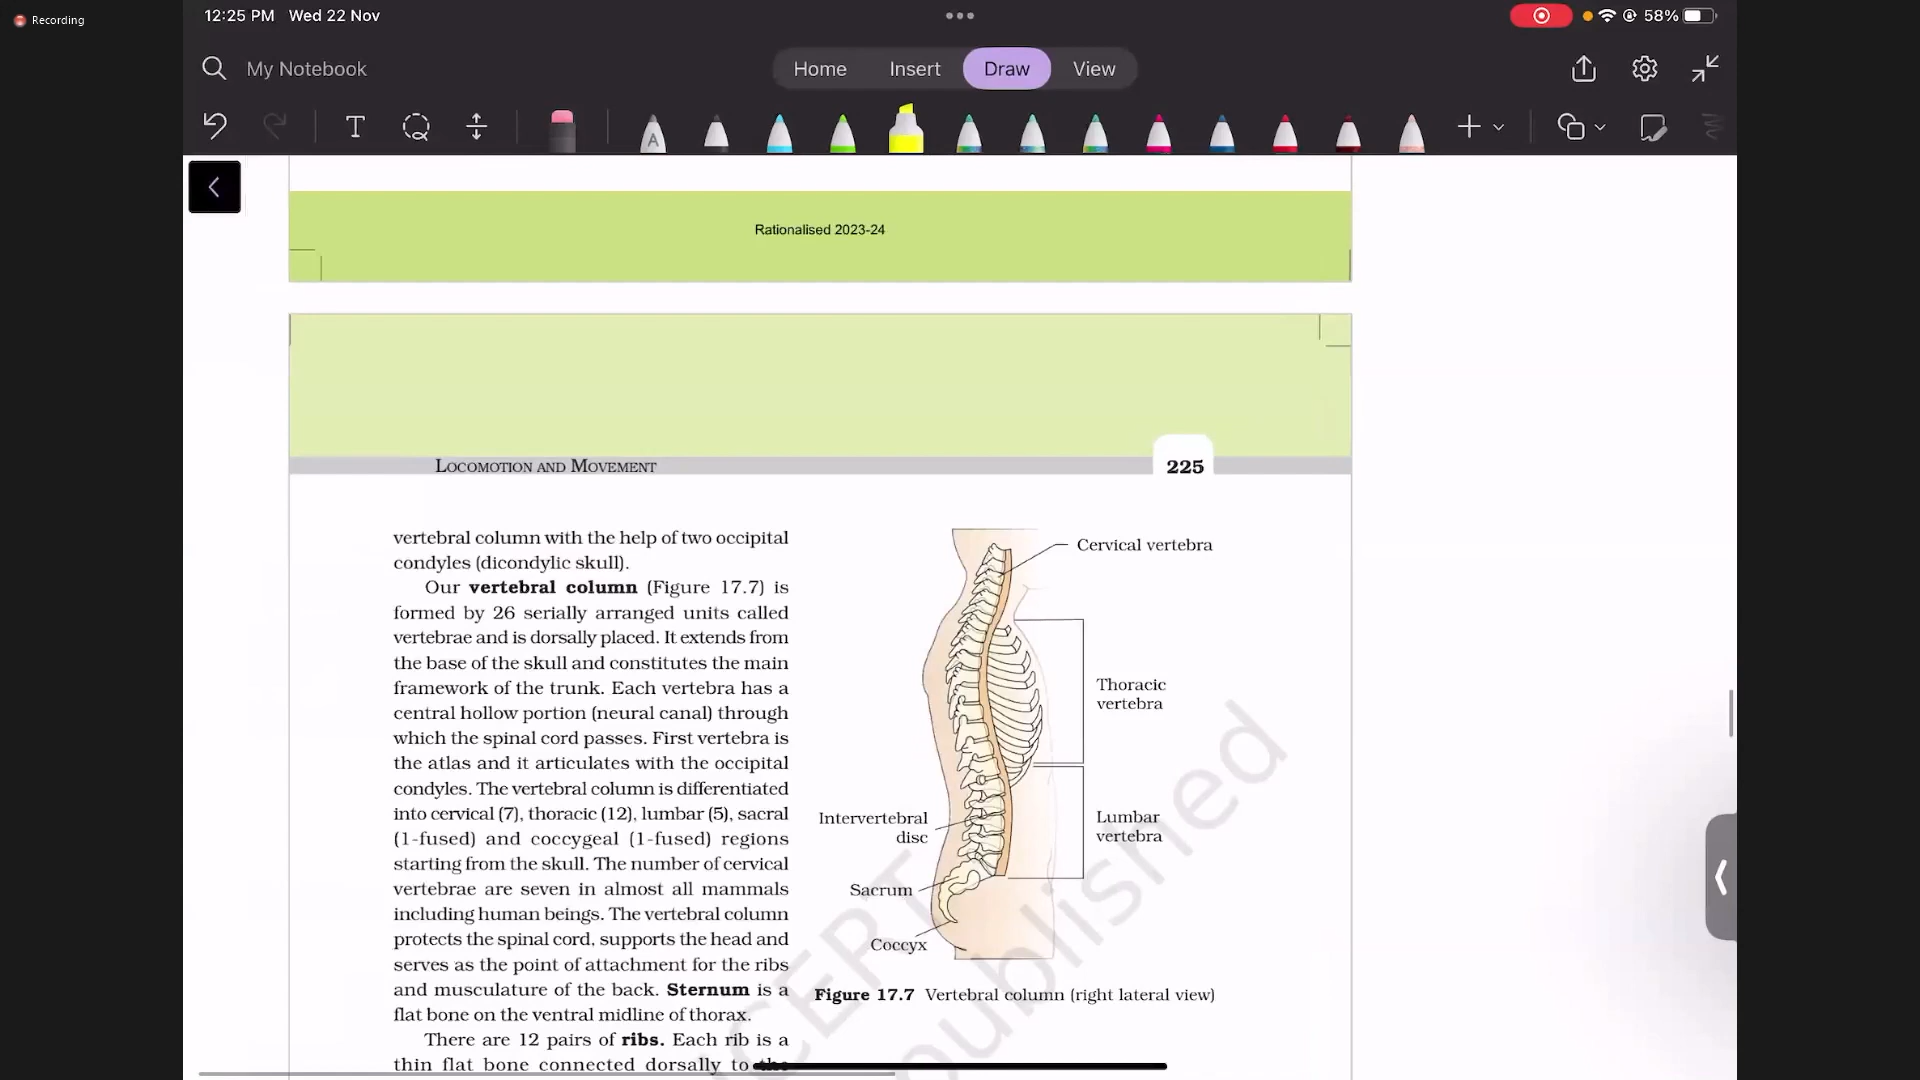 Recording
12:25 PM Wed 22 Nov
58%
My Notebook
Home Insert Draw View
T
A
Rationalised 2023-24
LOCOMOTION AND MOVEMENT
225
vertebral column with the help of two occipital
condyles (dicondylic skull).
Our vertebral column (Figure 17.7) is
formed by 26 serially arranged units called
vertebrae and is dorsally placed. It extends from
the base of the skull and constitutes the main
framework of the trunk. Each vertebra has a
central hollow portion (neural canal) through
which the spinal cord passes. First vertebra is
the atlas and it articulates with the occipital
condyles. The vertebral column is differentiated
into cervical (7), thoracic (12), lumbar (5), sacral
(1-fused) and coccygeal (1-fused) regions
starting from the skull. The number of cervical
vertebrae are seven in almost all mammals
including human beings. The vertebral column
protects the spinal cord, supports the head and
serves as the point of attachment for the ribs
and musculature of the back. Sternum is a
flat bone on the ventral midline of thorax.
There are 12 pairs of ribs. Each rib is a
thin flat bone connected dorsally to the
Cervical vertebra
Thoracic
vertebra
Lumbar
vertebra
Intervertebral
disc
Sacrum
Coccyx
Figure 17.7 Vertebral column (right lateral view)